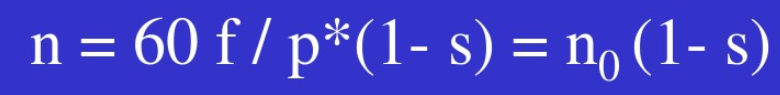 n = 60 f / p*(1- s) = n₀ (1- s)